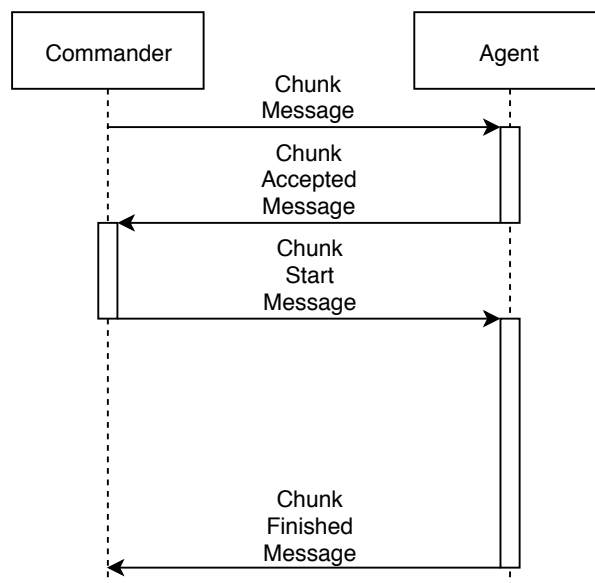 Commander
Agent
Chunk
Message
Chunk
Accepted
Message
Chunk
Start
Message
Chunk
Finished
Message